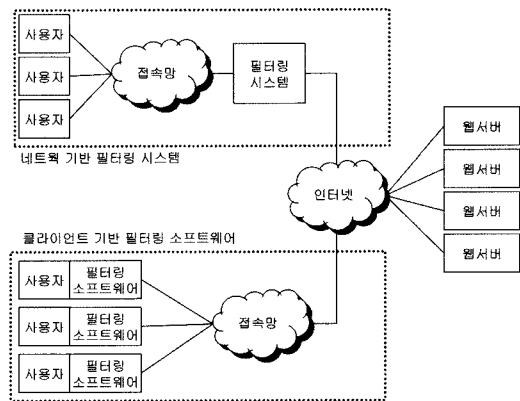 사용자
사용자
사용자
접속망
필터링
시스템
네트웍 기반 필터링 시스템
인터넷
웹서버
웹서버
웹서버
웹서버
클라이언트 기반 필터링 소프트웨어
사용자 필터링
소프트웨어
사용자 필터링
소프트웨어
사용자 필터링
소프트웨어
접속망